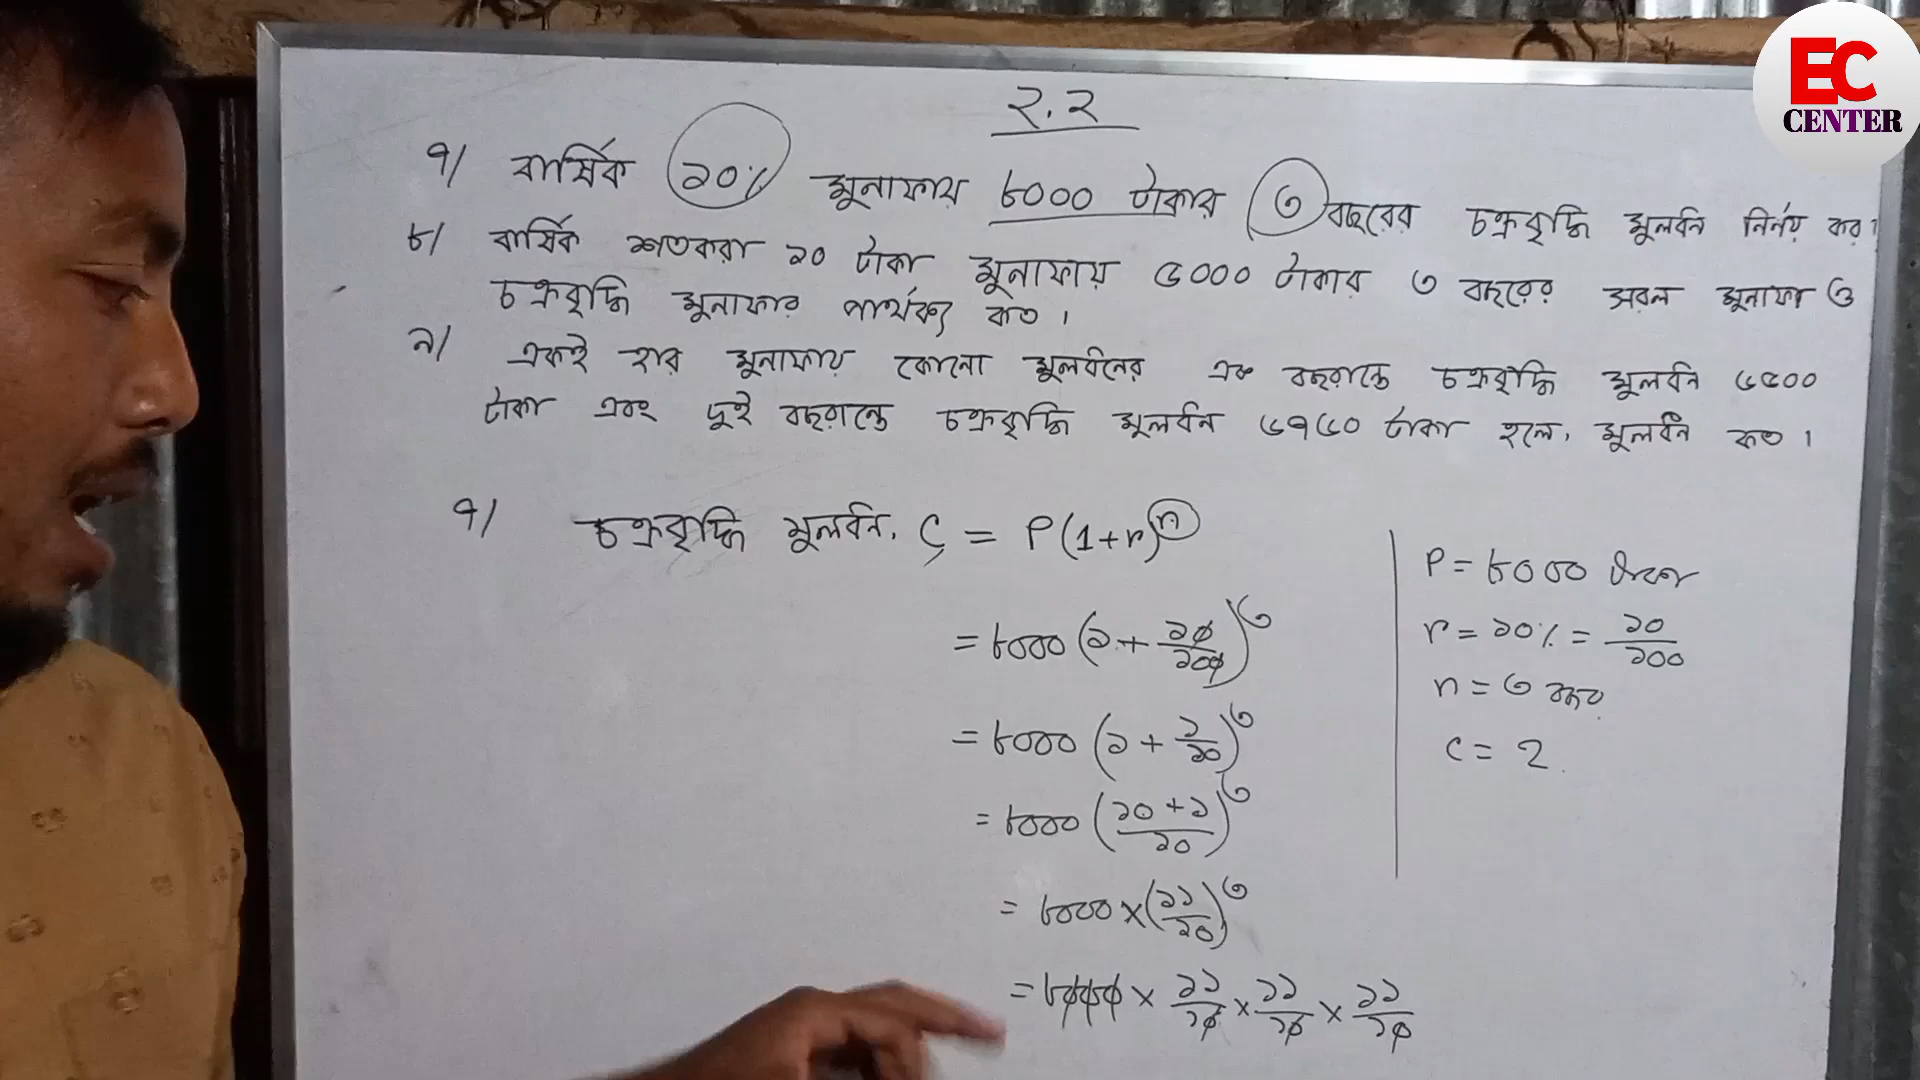 EC
CENTER
২.২
৭/ বার্ষিক ১০% মুনাফায় ৮০০০ টাকার ৩ বছরের চক্রবৃদ্ধি মূলধন নির্ণয় কর।
৮/ বার্ষিক শতকরা ১০ টাকা মুনাফায় ৫০০০ টাকার ৩ বছরের সরল মুনাফা ও
চক্রবৃদ্ধি মুনাফার পার্থক্য কত।
৯/ একই হার মুনাফায় কোনো মূলধনের এক বছরান্তে চক্রবৃদ্ধি মূলধন ৬৫০০
টাকা এবং দুই বছরান্তে চক্রবৃদ্ধি মূলধন ৬৭৬০ টাকা হলে, মূলধন কত।
৭/ চক্রবৃদ্ধি মূলধন, C = P(1+r)^n
= ৮০০০ (১ + ১০/১০০)^৩
= ৮০০০ (১ + ১/১০)^৩
= ৮০০০ (১০ + ১/১০)^৩
= ৮০০০ × (১১/১০)^৩
= ৮০০০ × ১১/১০ × ১১/১০ × ১১/১০
P = ৮০০০ টাকা
r = ১০% = ১০/১০০
n = ৩ বছর
C = ?